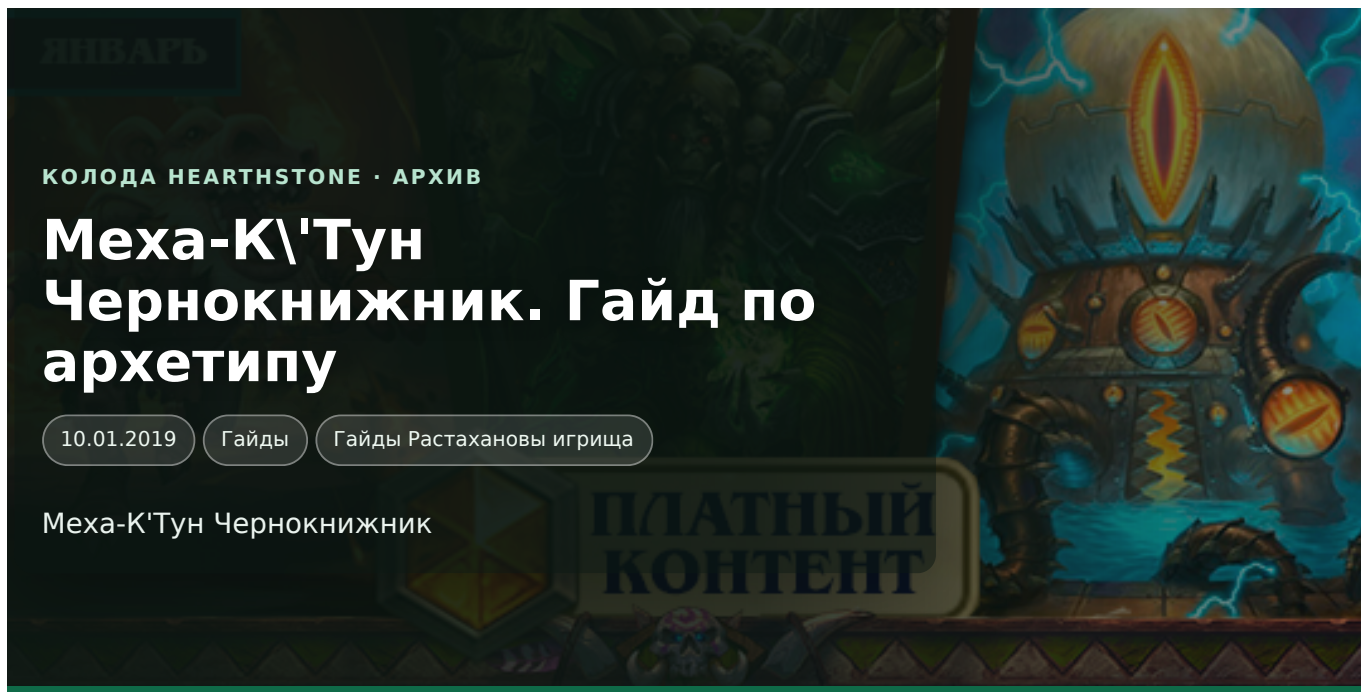 ЯНВАРЬ
КОЛОДА HEARTHSTONE · АРХИВ
Меха-К\'Тун
Чернокнижник. Гайд по
архетипу
10.01.2019 Гайды Гайды Растахановы игрища
Меха-К'Тун Чернокнижник
ПЛАТНЫЙ
КОНТЕНТ